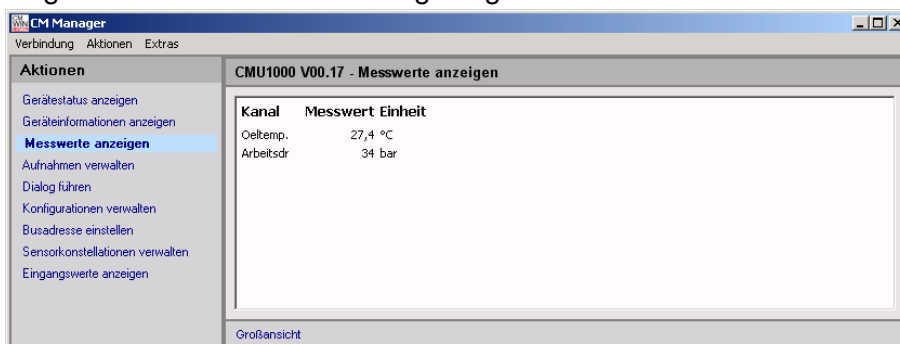 CM Manager
Verbindung Aktionen Extras
Aktionen
Gerätestatus anzeigen
Geräteinformationen anzeigen
Messwerte anzeigen
Aufnahmen verwalten
Dialog führen
Konfigurationen verwalten
Busadresse einstellen
Sensorkonstellationen verwalten
Eingangswerte anzeigen
CMU1000 V00.17 - Messwerte anzeigen
Kanal Messwert Einheit
Oeltemp. 27,4 °C
Arbeitsdr 34 bar
Großansicht